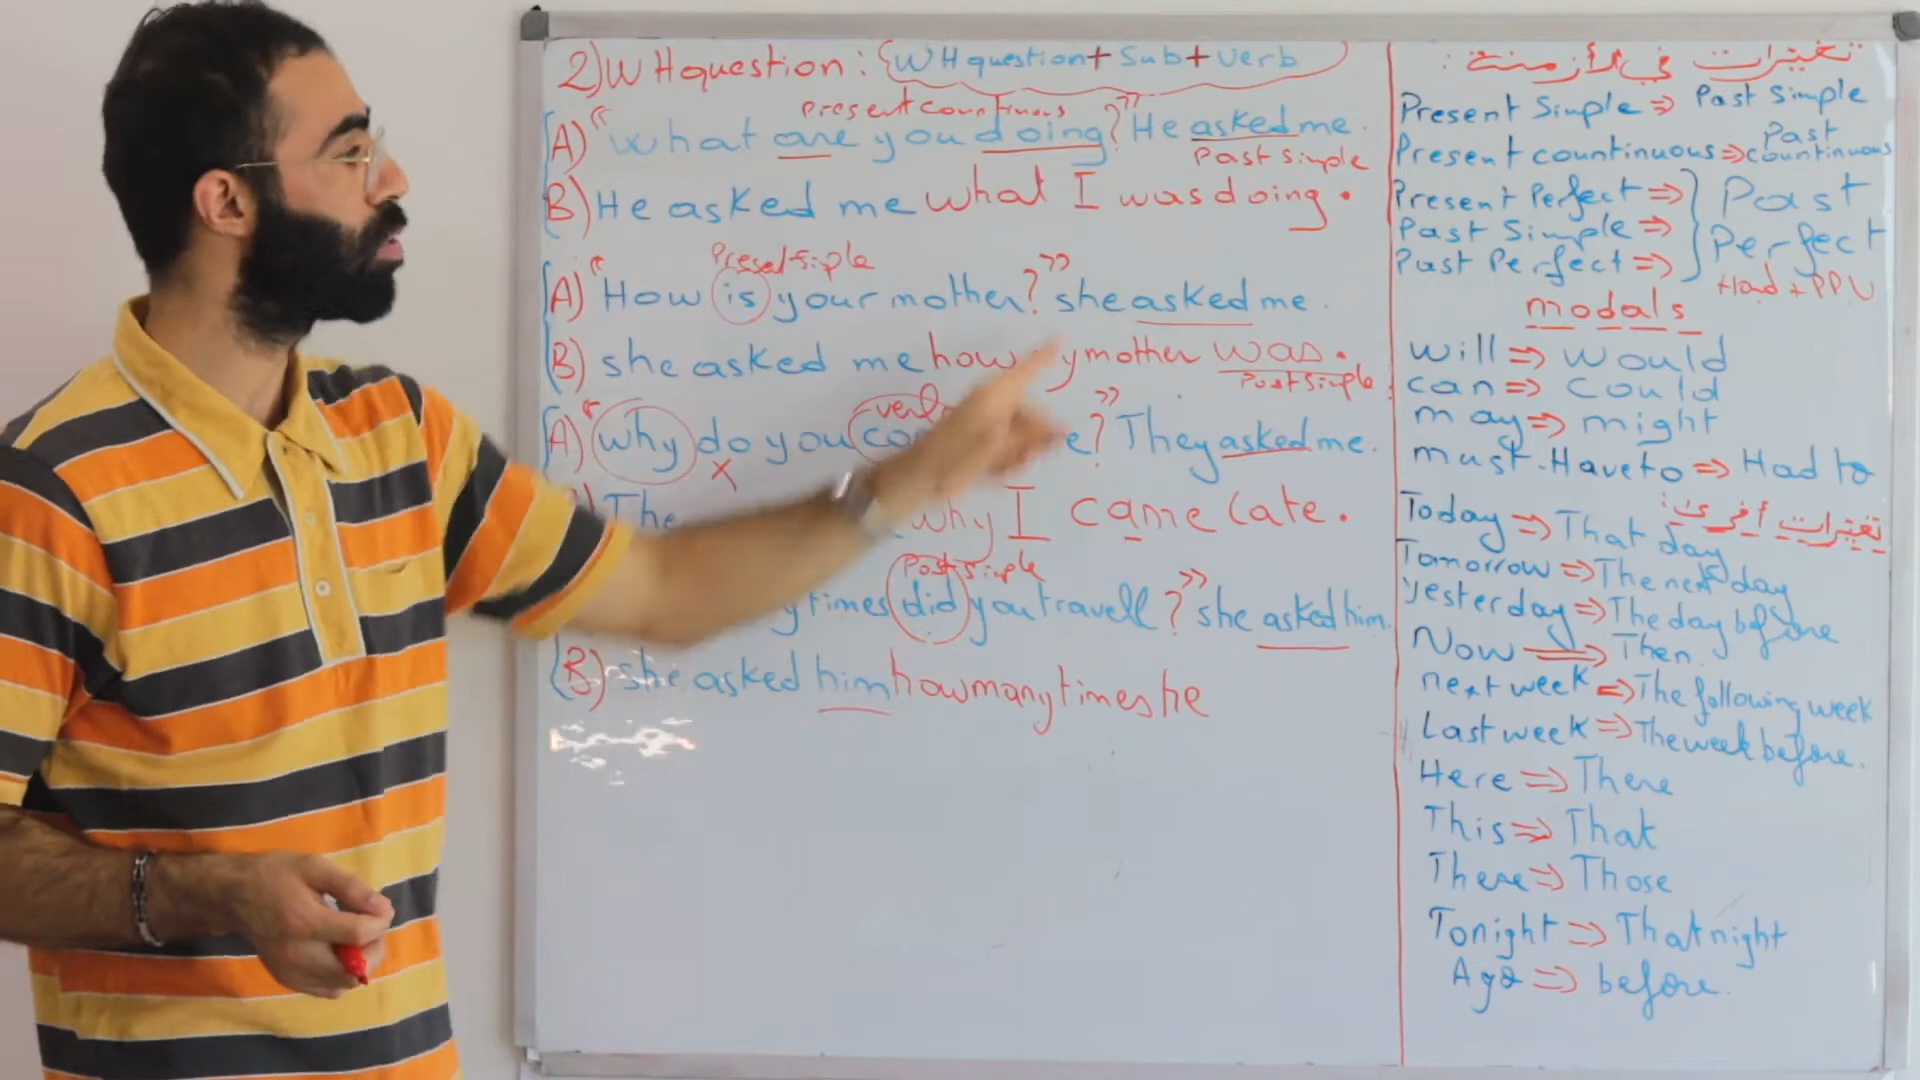 2) WH question : WH question + Sub + verb
Present countinuous
A) " What are you doing ? " He asked me .
Past simple
B) He asked me what I was doing .
A) " How is your mother ? " she asked me .
B) she asked me how mother was .
Past simple
verb
A) " why do you ? " They asked me .
X
The why I came late .
Past simple
times did you travell ? " she asked him .
B) she asked him how many times he
تغيرات في الأزمنة :
Present Simple => Past Simple
Present countinuous => Past countinuous
Present Perfect =>
Past Simple =>
Past Perfect =>
Past Perfect
Had + PPV
modals
will => would
can => could
may => might
must . Have to => Had to
تغيرات أخرى :
Today => That day
Tomorrow => The next day
yesterday => The day before
Now => Then .
next week => The following week
Last week => The week before .
Here => There
This => That
These => Those
Tonight => That night
Ago => before .